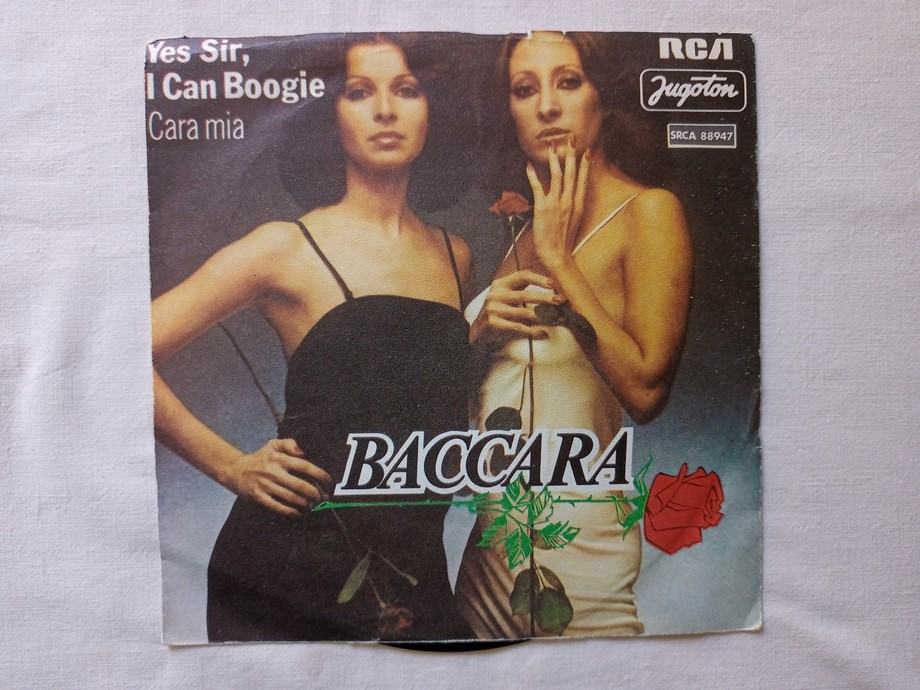 Yes Sir,
I Can Boogie
Cara mia
RCA
Jugoton
SRCA 88947
BACCARA